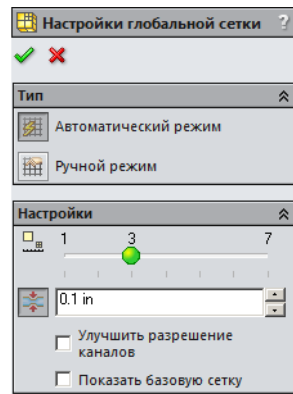 Настройки глобальной сетки ?
Тип
Автоматический режим
Ручной режим
Настройки
1 3 7
0.1 in
Улучшить разрешение
каналов
Показать базовую сетку